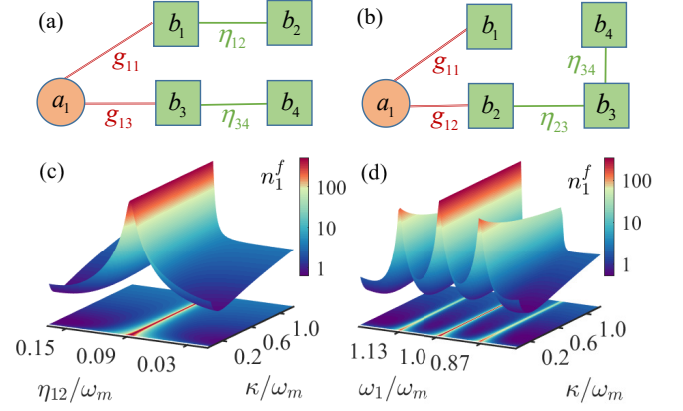 (a)
b₁
b₂
η₁₂
g₁₁
a₁
g₁₃
b₃
η₃₄
b₄
(b)
b₁
b₄
g₁₁
η₃₄
a₁
g₁₂
b₂
η₂₃
b₃
(c)
n₁ᶠ
100
10
1
0.15
0.09
0.03
0.2
0.6
1.0
η₁₂/ωₘ
κ/ωₘ
(d)
n₁ᶠ
100
10
1
1.13
1.0
0.87
0.2
0.6
1.0
ω₁/ωₘ
κ/ωₘ